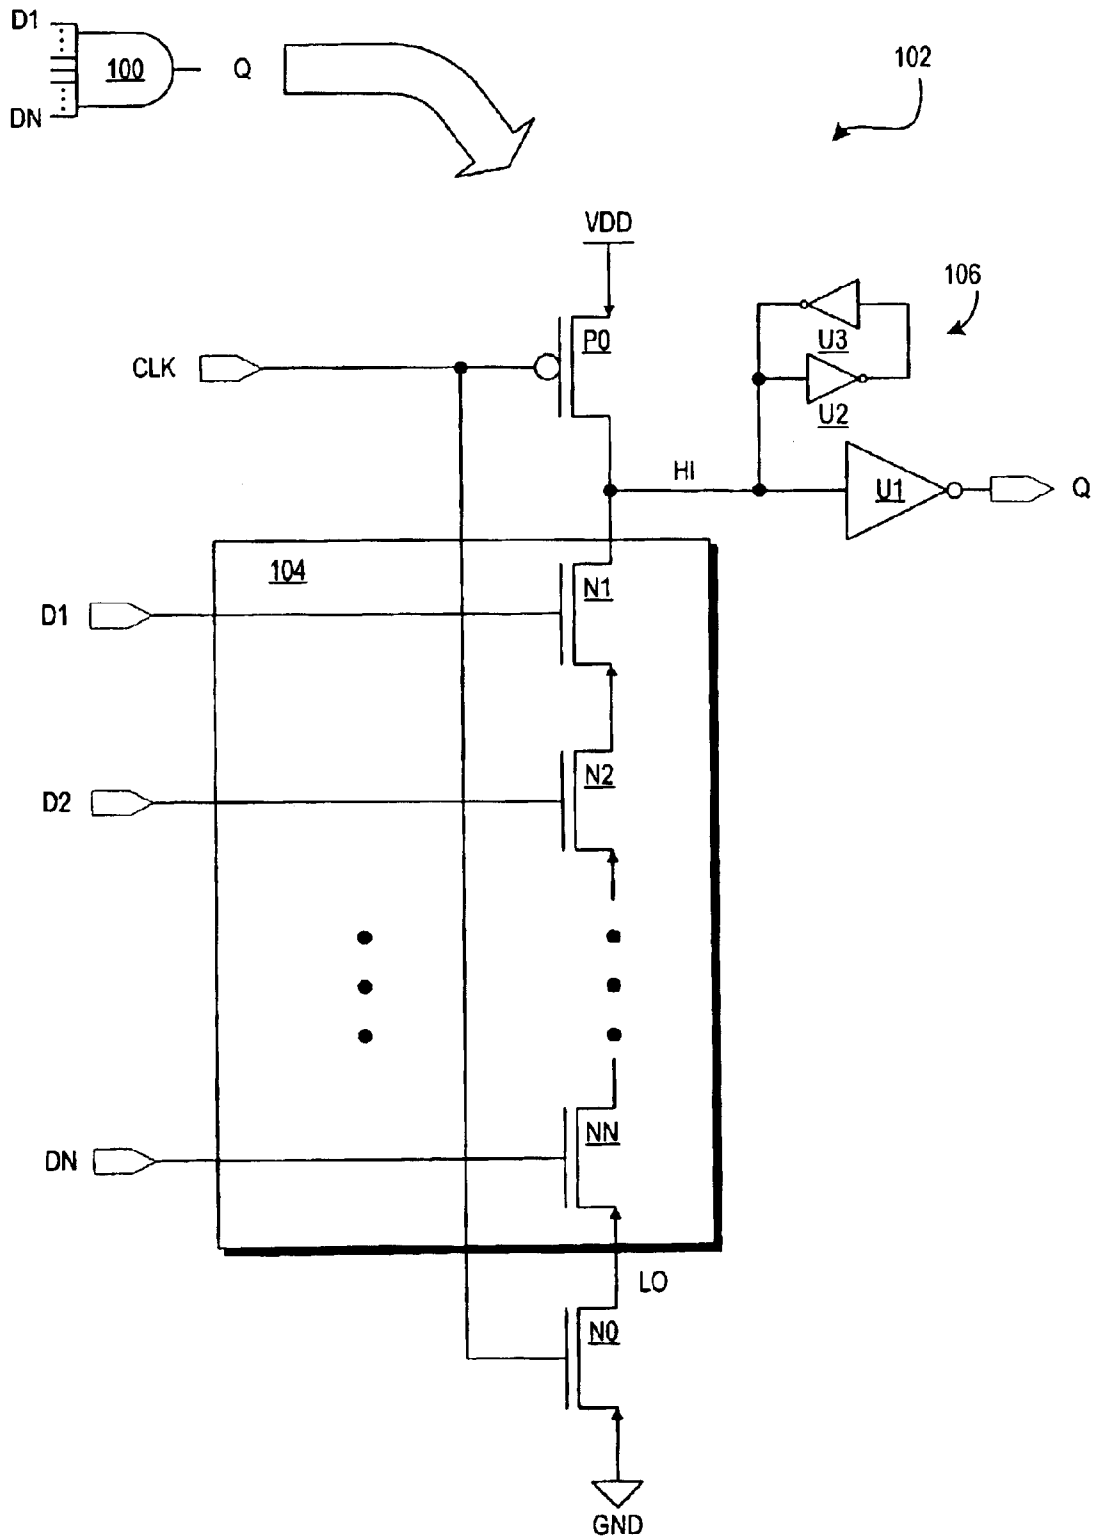 D1
100
Q
DN
102
VDD
106
P0
U3
CLK
U2
HI
U1
Q
104
N1
D1
N2
D2
NN
DN
LO
N0
GND